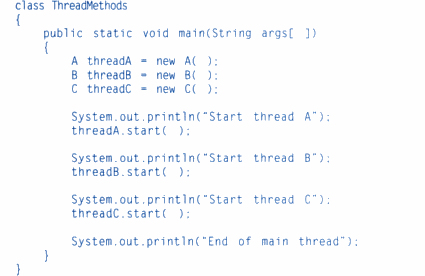 class ThreadMethods
{
    public static void main(String args[ ])
    {
        A threadA = new A( );
        B threadB = new B( );
        C threadC = new C( );
        System.out.println("Start thread A");
        threadA.start( );
        System.out.println("Start thread B");
        threadB.start( );
        System.out.println("Start thread C");
        threadC.start( );
        System.out.println("End of main thread");
    }
}